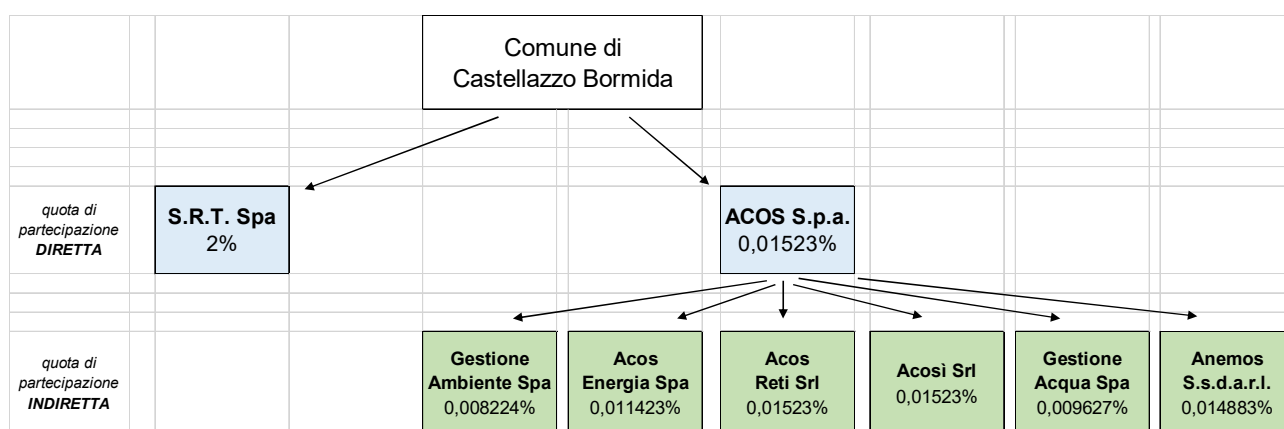 Comune di
Castellazzo Bormida
quota di
partecipazione
DIRETTA
S.R.T. Spa
2%
ACOS S.p.a.
0,01523%
quota di
partecipazione
INDIRETTA
Gestione
Ambiente Spa
0,008224%
Acos
Energia Spa
0,011423%
Acos
Reti Srl
0,01523%
Acosì Srl
0,01523%
Gestione
Acqua Spa
0,009627%
Anemos
S.s.d.a.r.l.
0,014883%